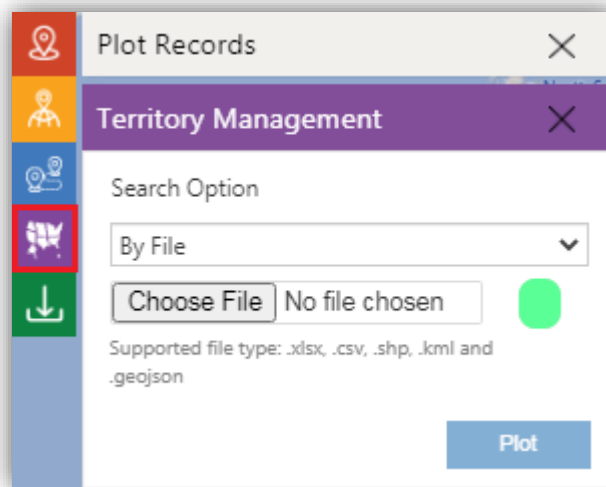 Plot Records
Territory Management
Search Option
By File
Choose File No file chosen
Supported file type: .xlsx, .csv, .shp, .kml and
.geojson
Plot